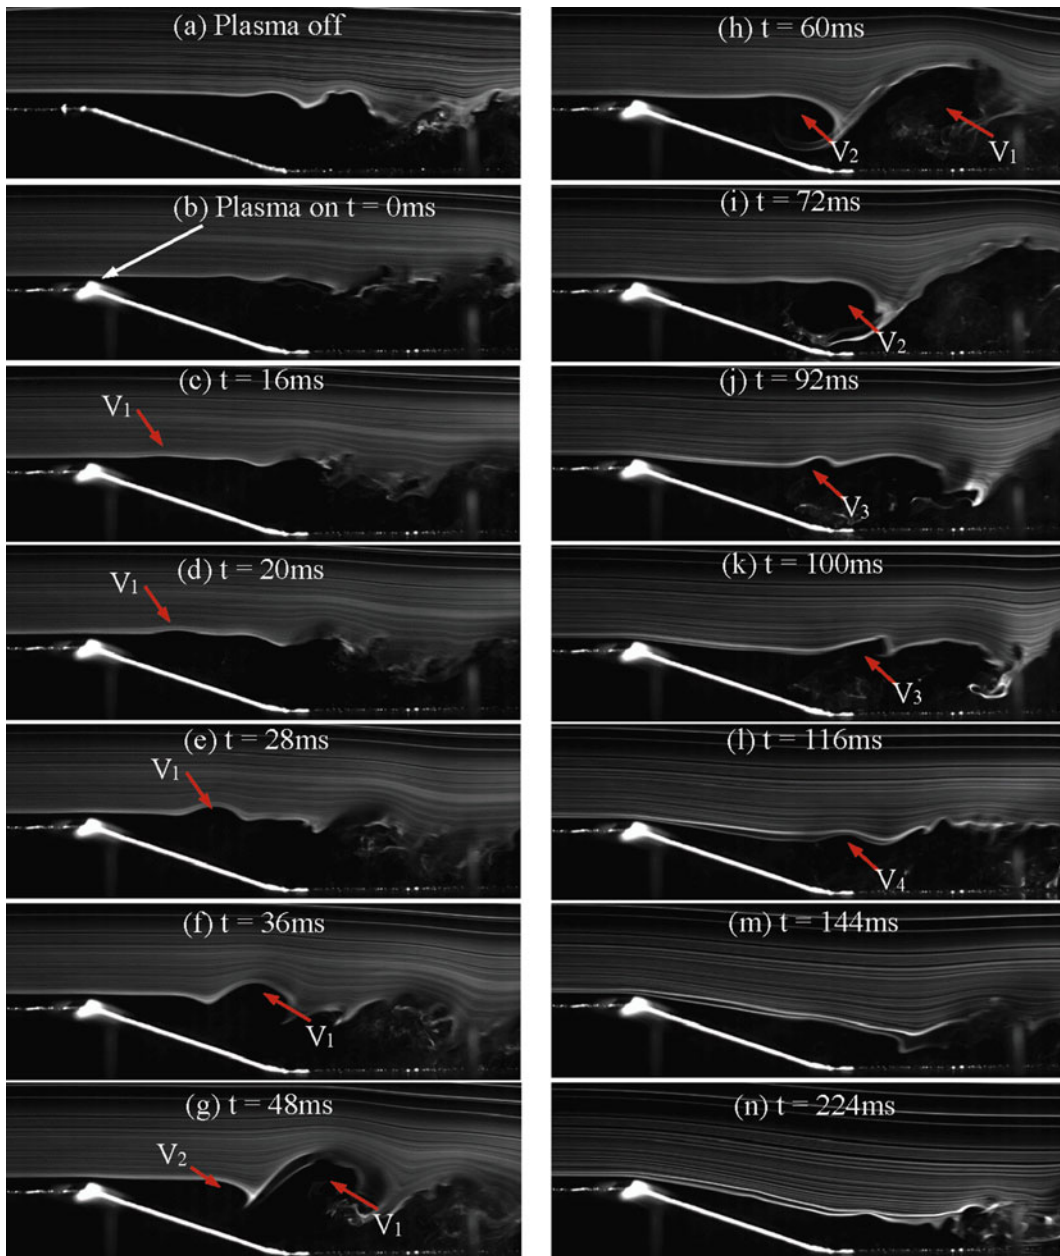 (a) Plasma off
(b) Plasma on t = 0ms
(c) t = 16ms
V1
(d) t = 20ms
V1
(e) t = 28ms
V1
(f) t = 36ms
V1
(g) t = 48ms
V2
V1
(h) t = 60ms
V2
V1
(i) t = 72ms
V2
(j) t = 92ms
V3
(k) t = 100ms
V3
(l) t = 116ms
V4
(m) t = 144ms
(n) t = 224ms